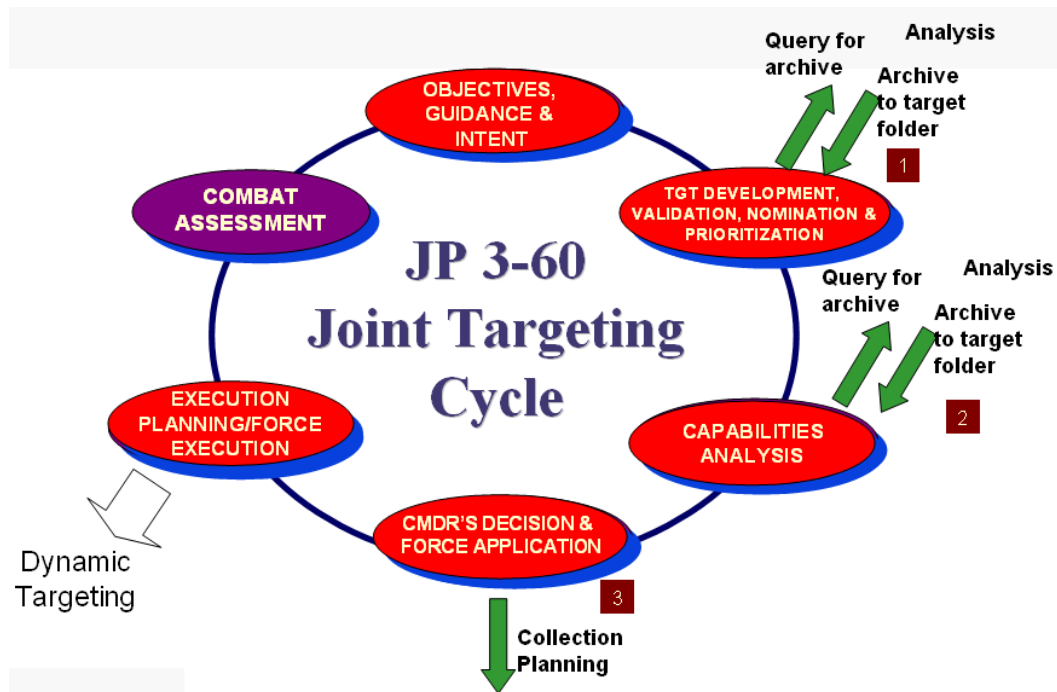 Query for
archive
Analysis
Archive
to target
folder
1
OBJECTIVES,
GUIDANCE &
INTENT
TGT DEVELOPMENT,
VALIDATION, NOMINATION &
PRIORITIZATION
COMBAT
ASSESSMENT
JP 3-60
Joint Targeting
Cycle
Query for
archive
Analysis
Archive
to target
folder
2
CAPABILITIES
ANALYSIS
EXECUTION
PLANNING/FORCE
EXECUTION
CMDR'S DECISION &
FORCE APPLICATION
3
Dynamic
Targeting
Collection
Planning